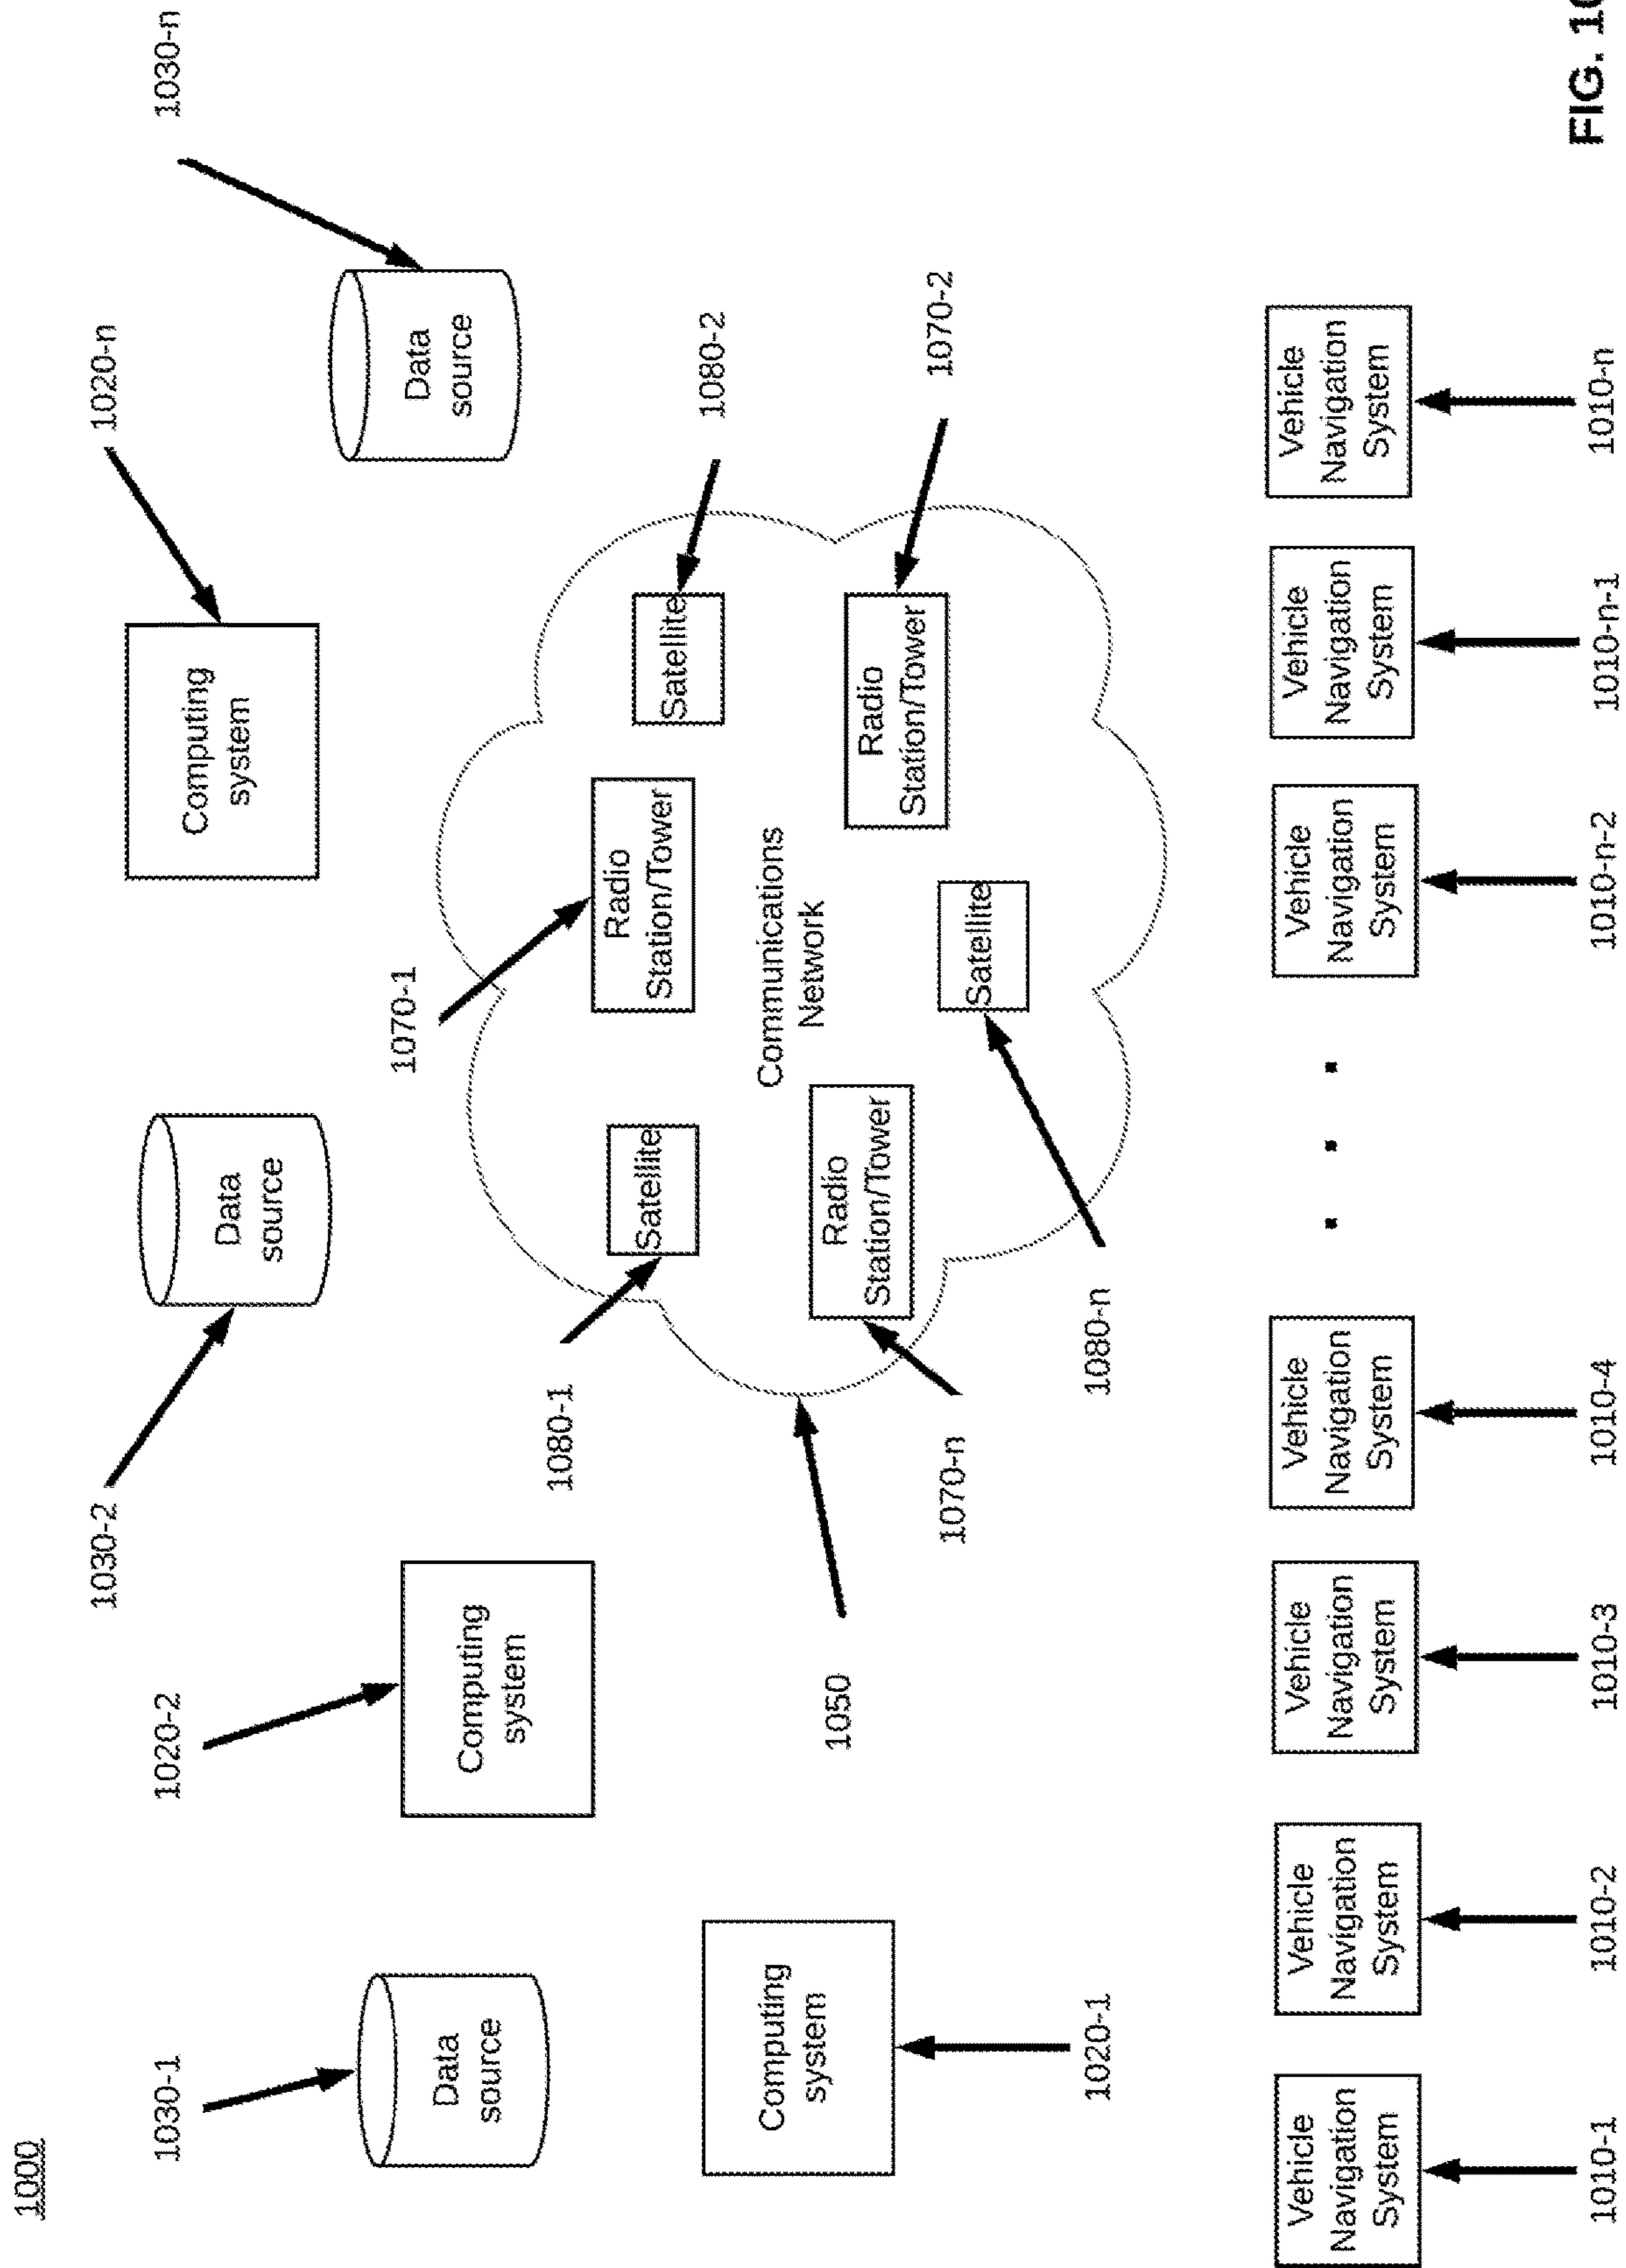 1000
1030-2
1020-n
1030-1
1020-2
1030-n
Data
source
Computing
system
Data
source
Computing
system
Data
source
1070-1
1080-1
Satellite
Radio
Station/Tower
Satellite
1080-2
Computing
system
Communications
Network
1050
Radio
Station/Tower
Radio
Station/Tower
1070-2
1070-n
Satellite
1020-1
1080-n
Vehicle
Navigation
System
Vehicle
Navigation
System
Vehicle
Navigation
System
Vehicle
Navigation
System
. . .
Vehicle
Navigation
System
Vehicle
Navigation
System
Vehicle
Navigation
System
1010-1
1010-2
1010-3
1010-4
1010-n-2
1010-n-1
1010-n
FIG. 10